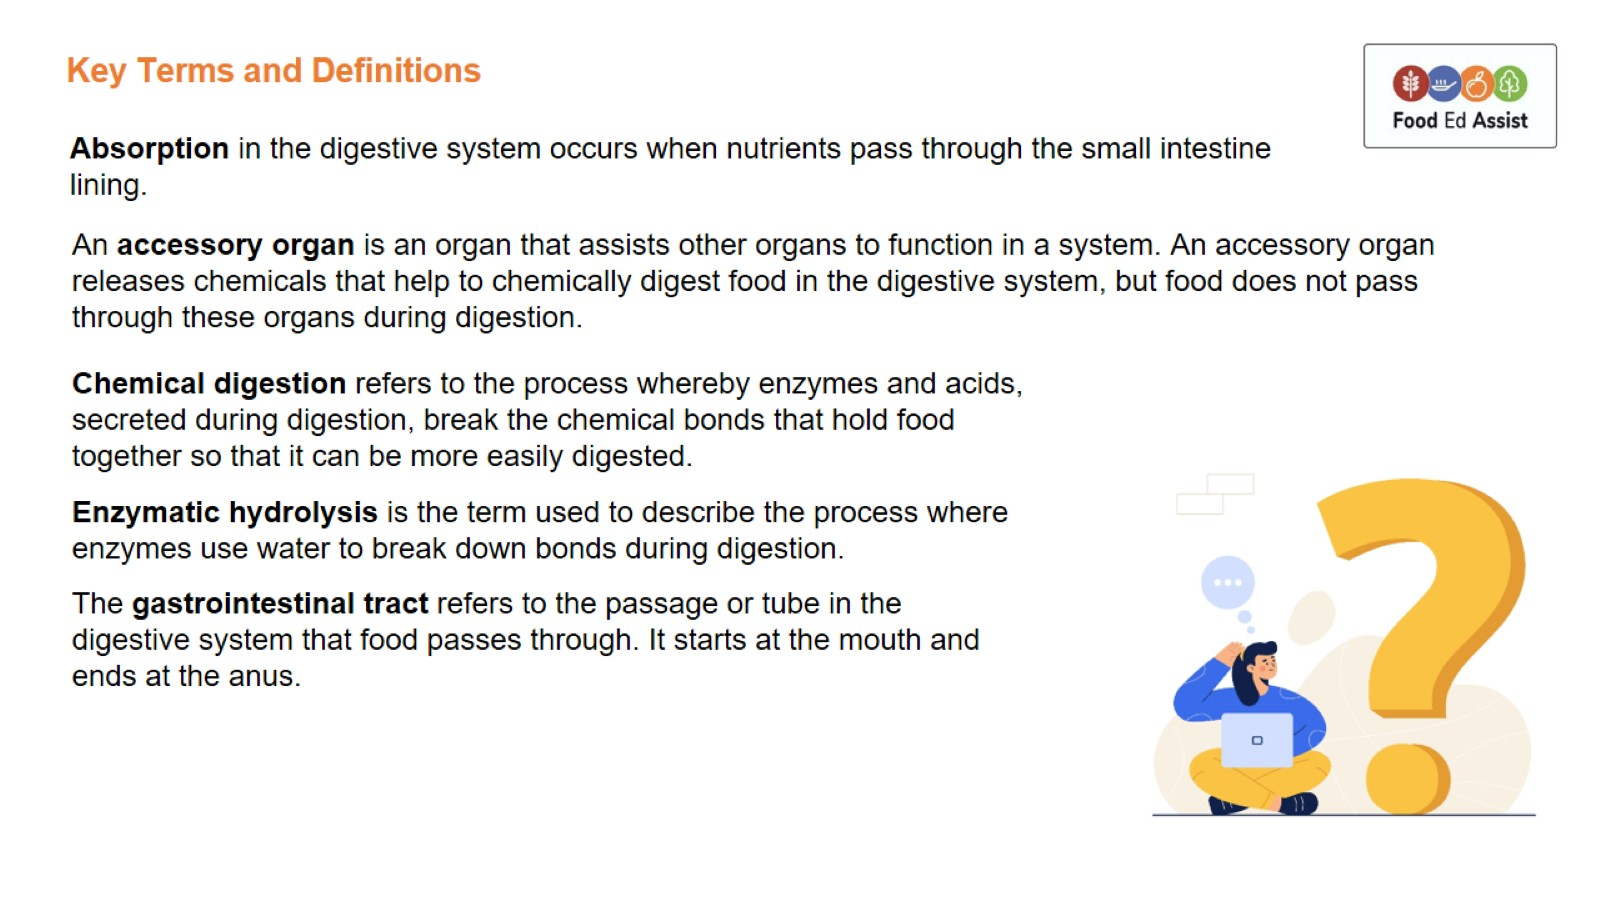 Key Terms and Definitions
Food Ed Assist
Absorption in the digestive system occurs when nutrients pass through the small intestine
lining.
An accessory organ is an organ that assists other organs to function in a system. An accessory organ
releases chemicals that help to chemically digest food in the digestive system, but food does not pass
through these organs during digestion.
Chemical digestion refers to the process whereby enzymes and acids,
secreted during digestion, break the chemical bonds that hold food
together so that it can be more easily digested.
Enzymatic hydrolysis is the term used to describe the process where
enzymes use water to break down bonds during digestion.
The gastrointestinal tract refers to the passage or tube in the
digestive system that food passes through. It starts at the mouth and
ends at the anus.